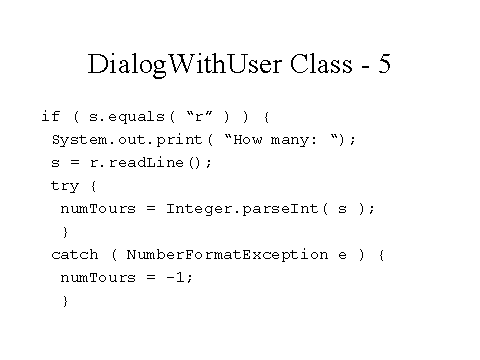 DialogWithUser Class - 5
if ( s.equals( “r” ) ) {
System.out.print( “How many: “);
s = r.readLine();
try {
numTours = Integer.parseInt( s );
}
catch ( NumberFormatException e ) {
numTours = -1;
}